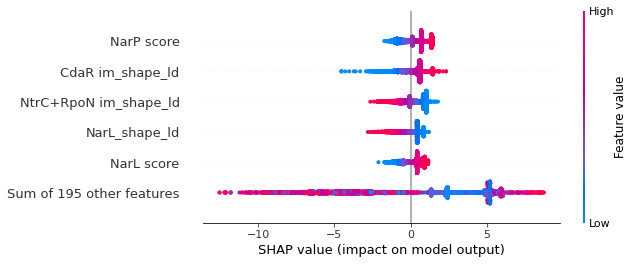 High
NarP score
CdaR im_shape_ld
NtrC+RpoN im_shape_ld
NarL_shape_ld
NarL score
Sum of 195 other features
Feature value
Low
−10
−5
0
5
SHAP value (impact on model output)